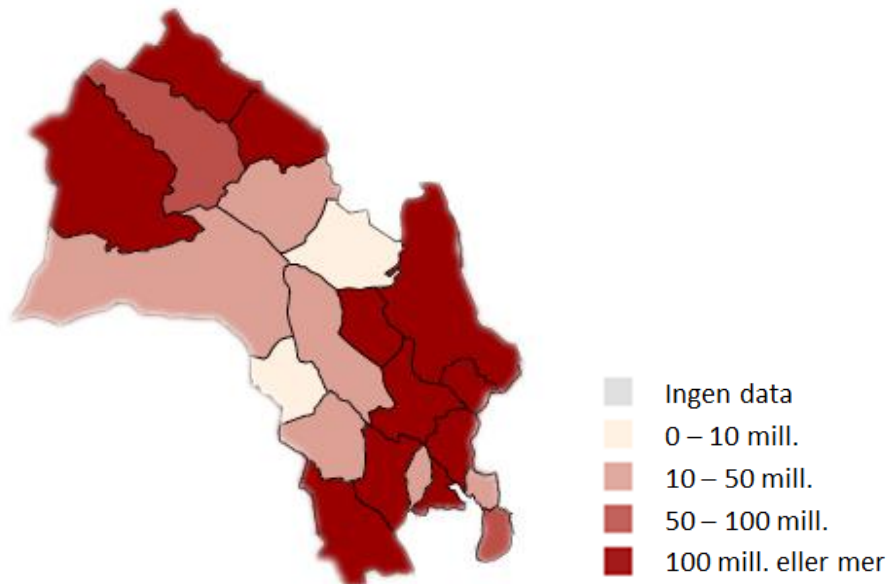 Ingen data
0 – 10 mill.
10 – 50 mill.
50 – 100 mill.
100 mill. eller mer